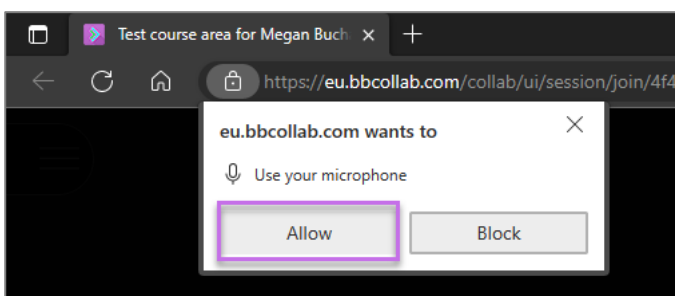 Test course area for Megan Buch
https://eu.bbcollab.com/collab/ui/session/join/4f4
eu.bbcollab.com wants to
Use your microphone
Allow Block